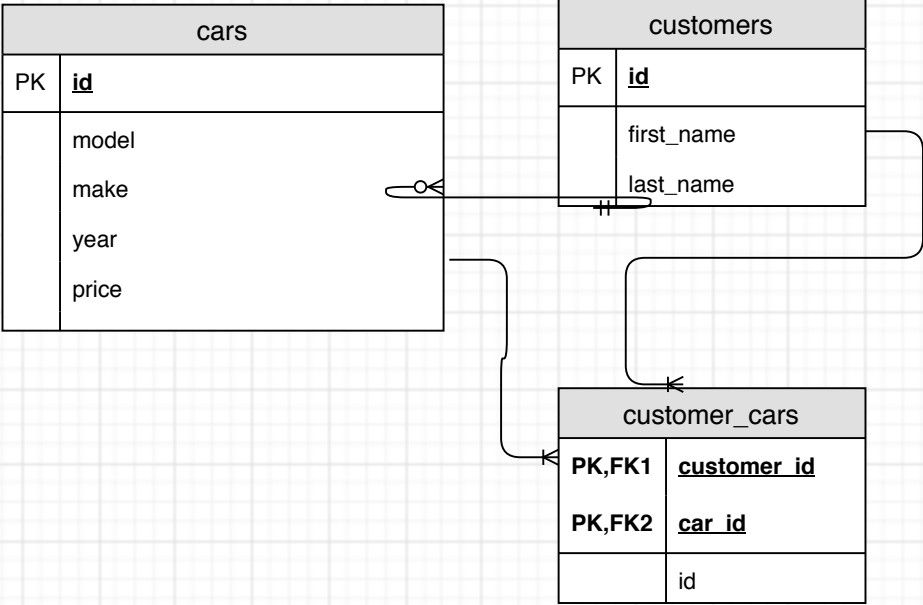 cars
PK id
model
make
year
price
customers
PK id
first_name
last_name
customer_cars
PK,FK1 customer_id
PK,FK2 car_id
id